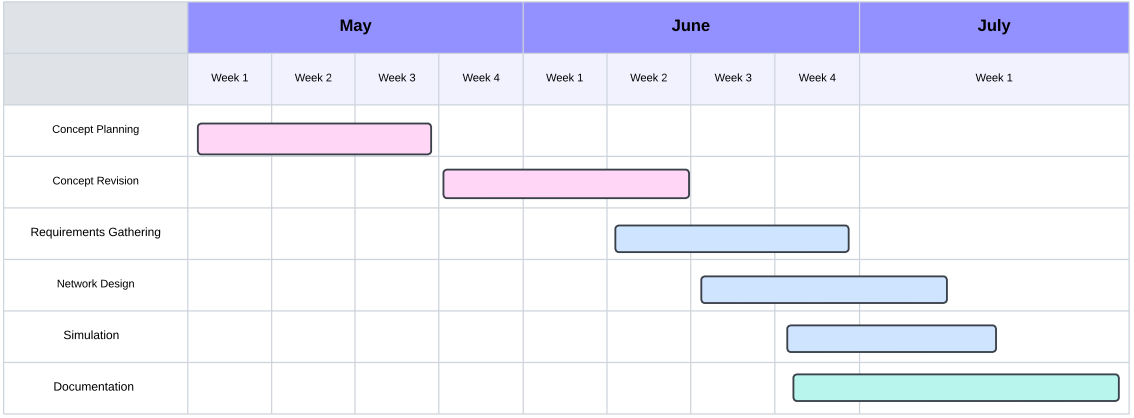 May June July
Week 1 Week 2 Week 3 Week 4 Week 1 Week 2 Week 3 Week 4 Week 1
Concept Planning
Concept Revision
Requirements Gathering
Network Design
Simulation
Documentation